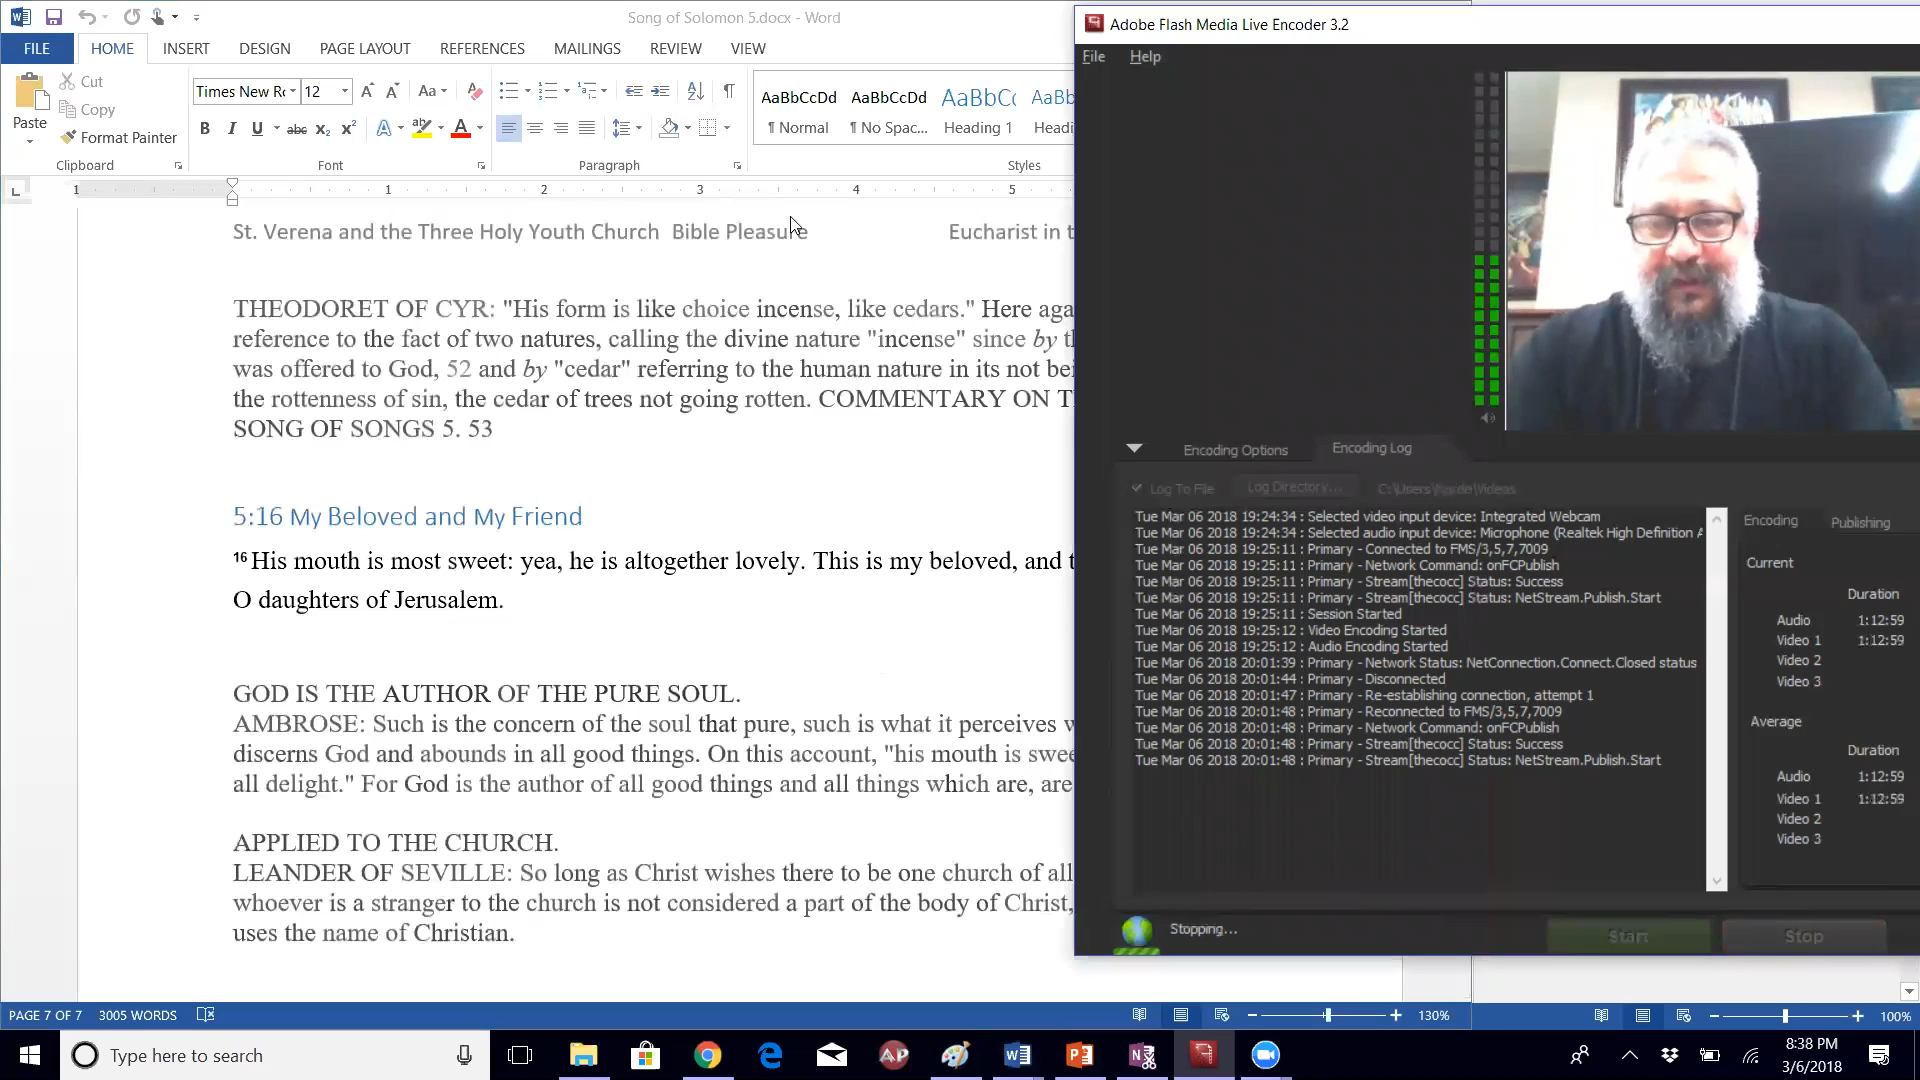 Song of Solomon 5.docx - Word
FILE HOME INSERT DESIGN PAGE LAYOUT REFERENCES MAILINGS REVIEW VIEW
Paste
Cut
Copy
Format Painter
Clipboard
Times New Ro 12
Font
Paragraph
AaBbCcDd AaBbCcDd AaBbCc AaBb
¶ Normal ¶ No Spac... Heading 1 Headi
Styles
1 1 2 3 4 5
St. Verena and the Three Holy Youth Church Bible Pleasure Eucharist in t
THEODORET OF CYR: "His form is like choice incense, like cedars." Here aga
reference to the fact of two natures, calling the divine nature "incense" since by th
was offered to God, 52 and by "cedar" referring to the human nature in its not bei
the rottenness of sin, the cedar of trees not going rotten. COMMENTARY ON T
SONG OF SONGS 5. 53
5:16 My Beloved and My Friend
16 His mouth is most sweet: yea, he is altogether lovely. This is my beloved, and t
O daughters of Jerusalem.
GOD IS THE AUTHOR OF THE PURE SOUL.
AMBROSE: Such is the concern of the soul that pure, such is what it perceives w
discerns God and abounds in all good things. On this account, "his mouth is swee
all delight." For God is the author of all good things and all things which are, are
APPLIED TO THE CHURCH.
LEANDER OF SEVILLE: So long as Christ wishes there to be one church of all
whoever is a stranger to the church is not considered a part of the body of Christ,
uses the name of Christian.
PAGE 7 OF 7 3005 WORDS 130% 100%
Adobe Flash Media Live Encoder 3.2
File Help
Encoding Options Encoding Log
Log To File Log Directory... C:\Users\frarde\Videos
Tue Mar 06 2018 19:24:34 : Selected video input device: Integrated Webcam
Tue Mar 06 2018 19:24:34 : Selected audio input device: Microphone (Realtek High Definition A
Tue Mar 06 2018 19:25:11 : Primary - Connected to FMS/3,5,7,7009
Tue Mar 06 2018 19:25:11 : Primary - Network Command: onFCPublish
Tue Mar 06 2018 19:25:11 : Primary - Stream[thecocc] Status: Success
Tue Mar 06 2018 19:25:11 : Primary - Stream[thecocc] Status: NetStream.Publish.Start
Tue Mar 06 2018 19:25:11 : Session Started
Tue Mar 06 2018 19:25:12 : Video Encoding Started
Tue Mar 06 2018 19:25:12 : Audio Encoding Started
Tue Mar 06 2018 20:01:39 : Primary - Network Status: NetConnection.Connect.Closed status
Tue Mar 06 2018 20:01:44 : Primary - Disconnected
Tue Mar 06 2018 20:01:47 : Primary - Re-establishing connection, attempt 1
Tue Mar 06 2018 20:01:48 : Primary - Reconnected to FMS/3,5,7,7009
Tue Mar 06 2018 20:01:48 : Primary - Network Command: onFCPublish
Tue Mar 06 2018 20:01:48 : Primary - Stream[thecocc] Status: Success
Tue Mar 06 2018 20:01:48 : Primary - Stream[thecocc] Status: NetStream.Publish.Start
Encoding Publishing
Current
Duration
Audio 1:12:59
Video 1 1:12:59
Video 2
Video 3
Average
Duration
Audio 1:12:59
Video 1 1:12:59
Video 2
Video 3
Stopping...
Start Stop
Type here to search
8:38 PM
3/6/2018